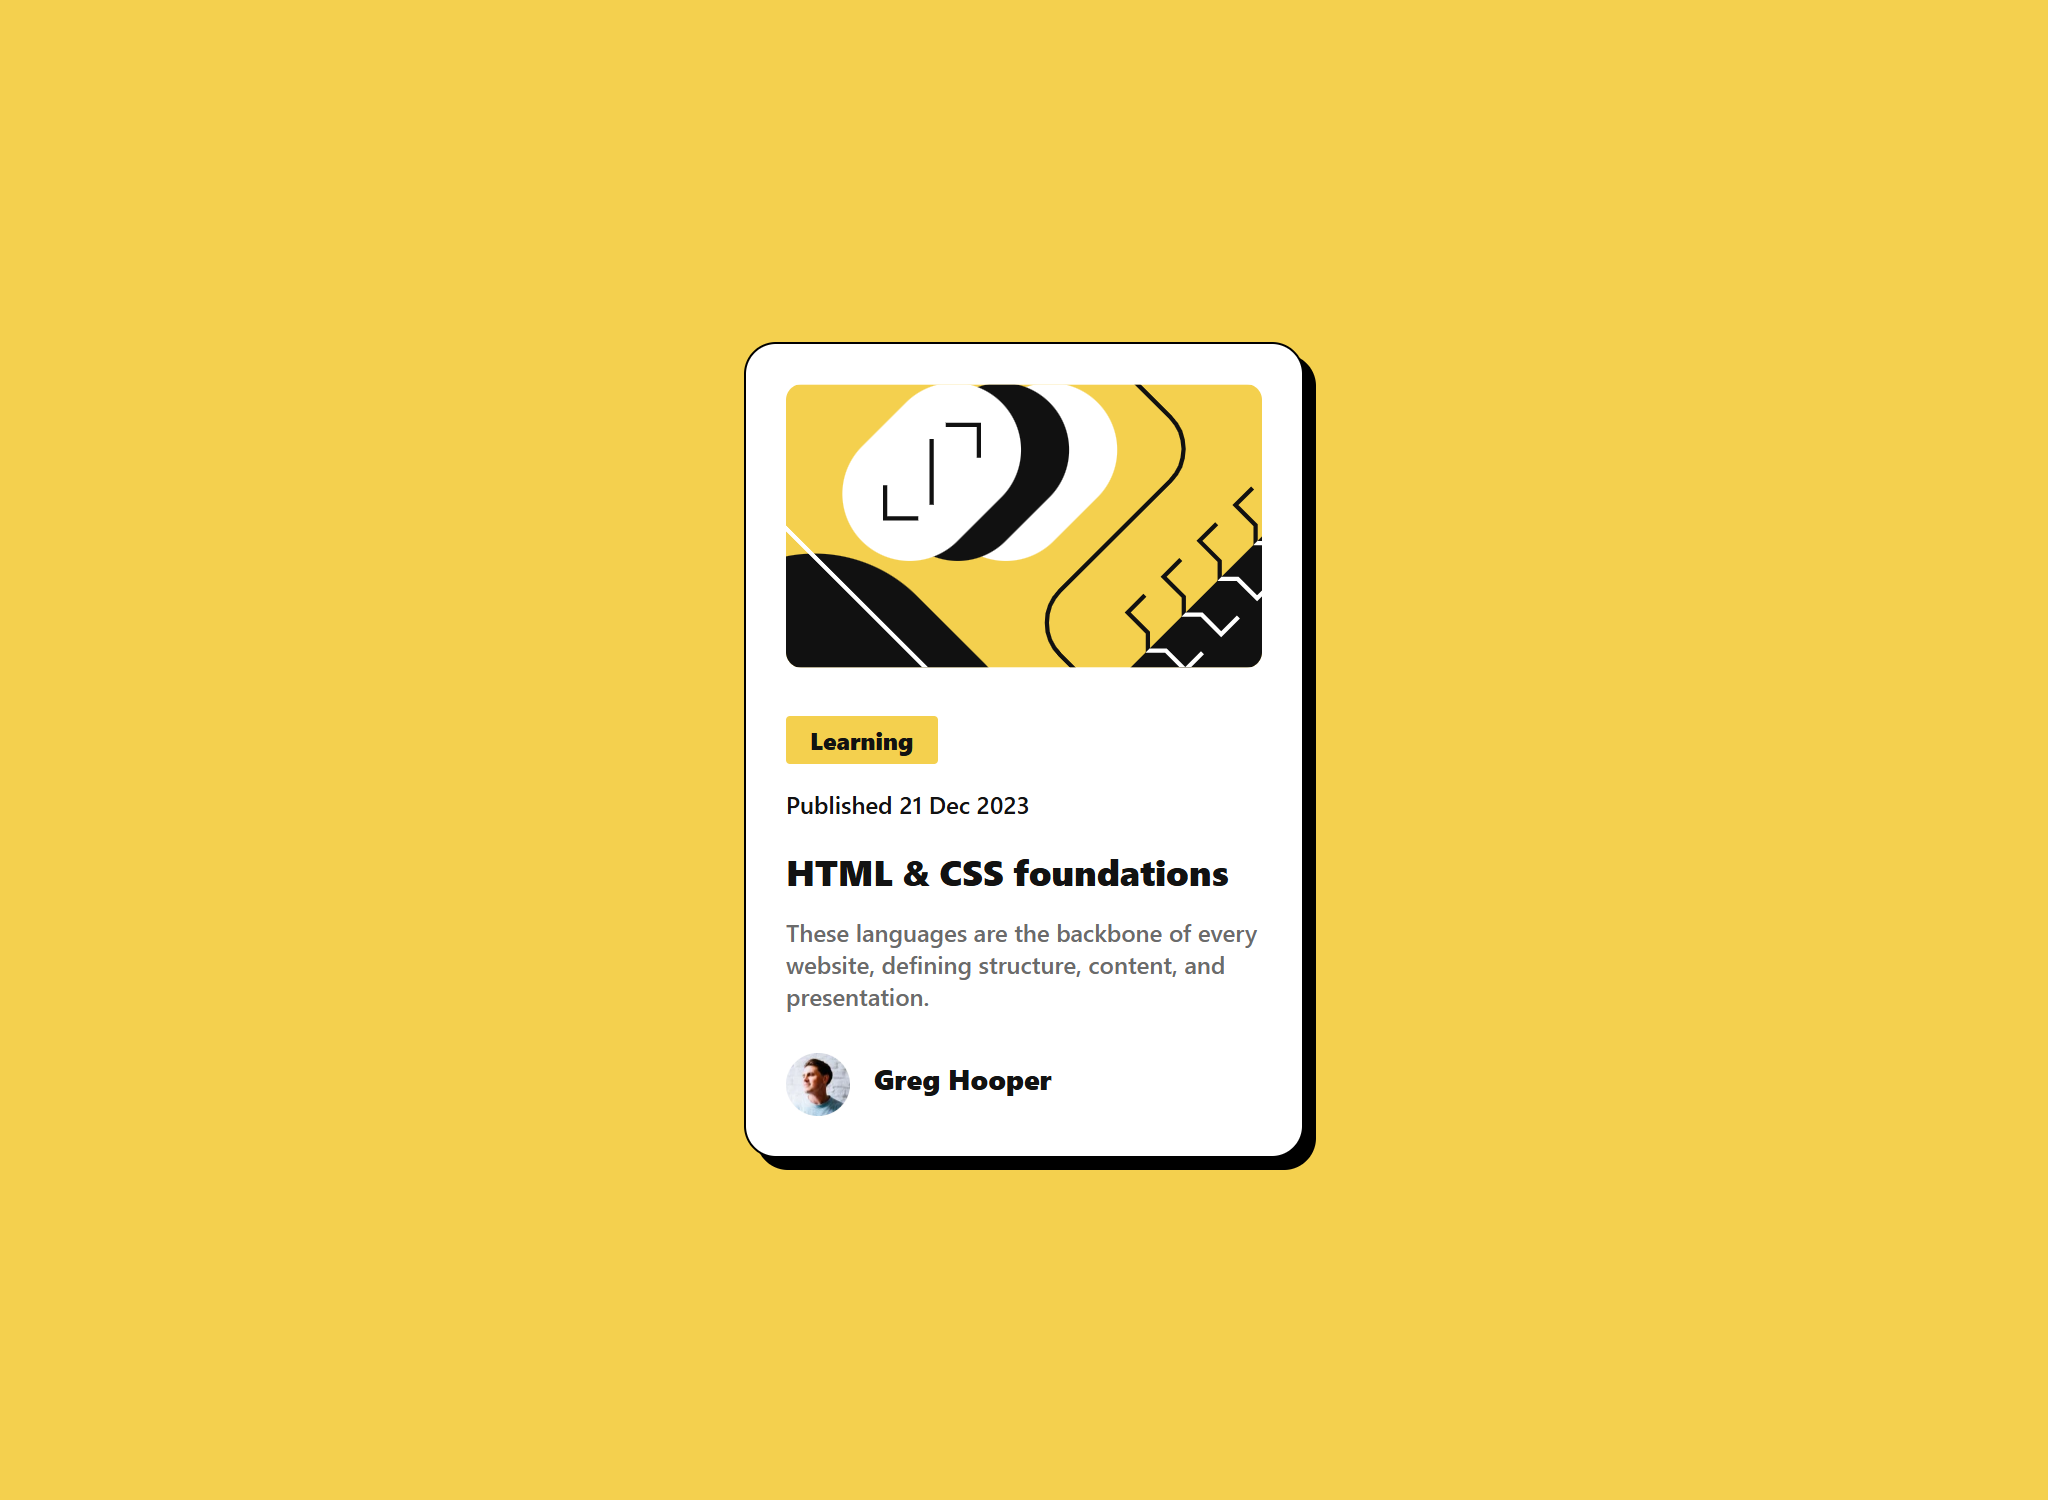 Learning
Published 21 Dec 2023
HTML & CSS foundations
These languages are the backbone of every
website, defining structure, content, and
presentation.
Greg Hooper